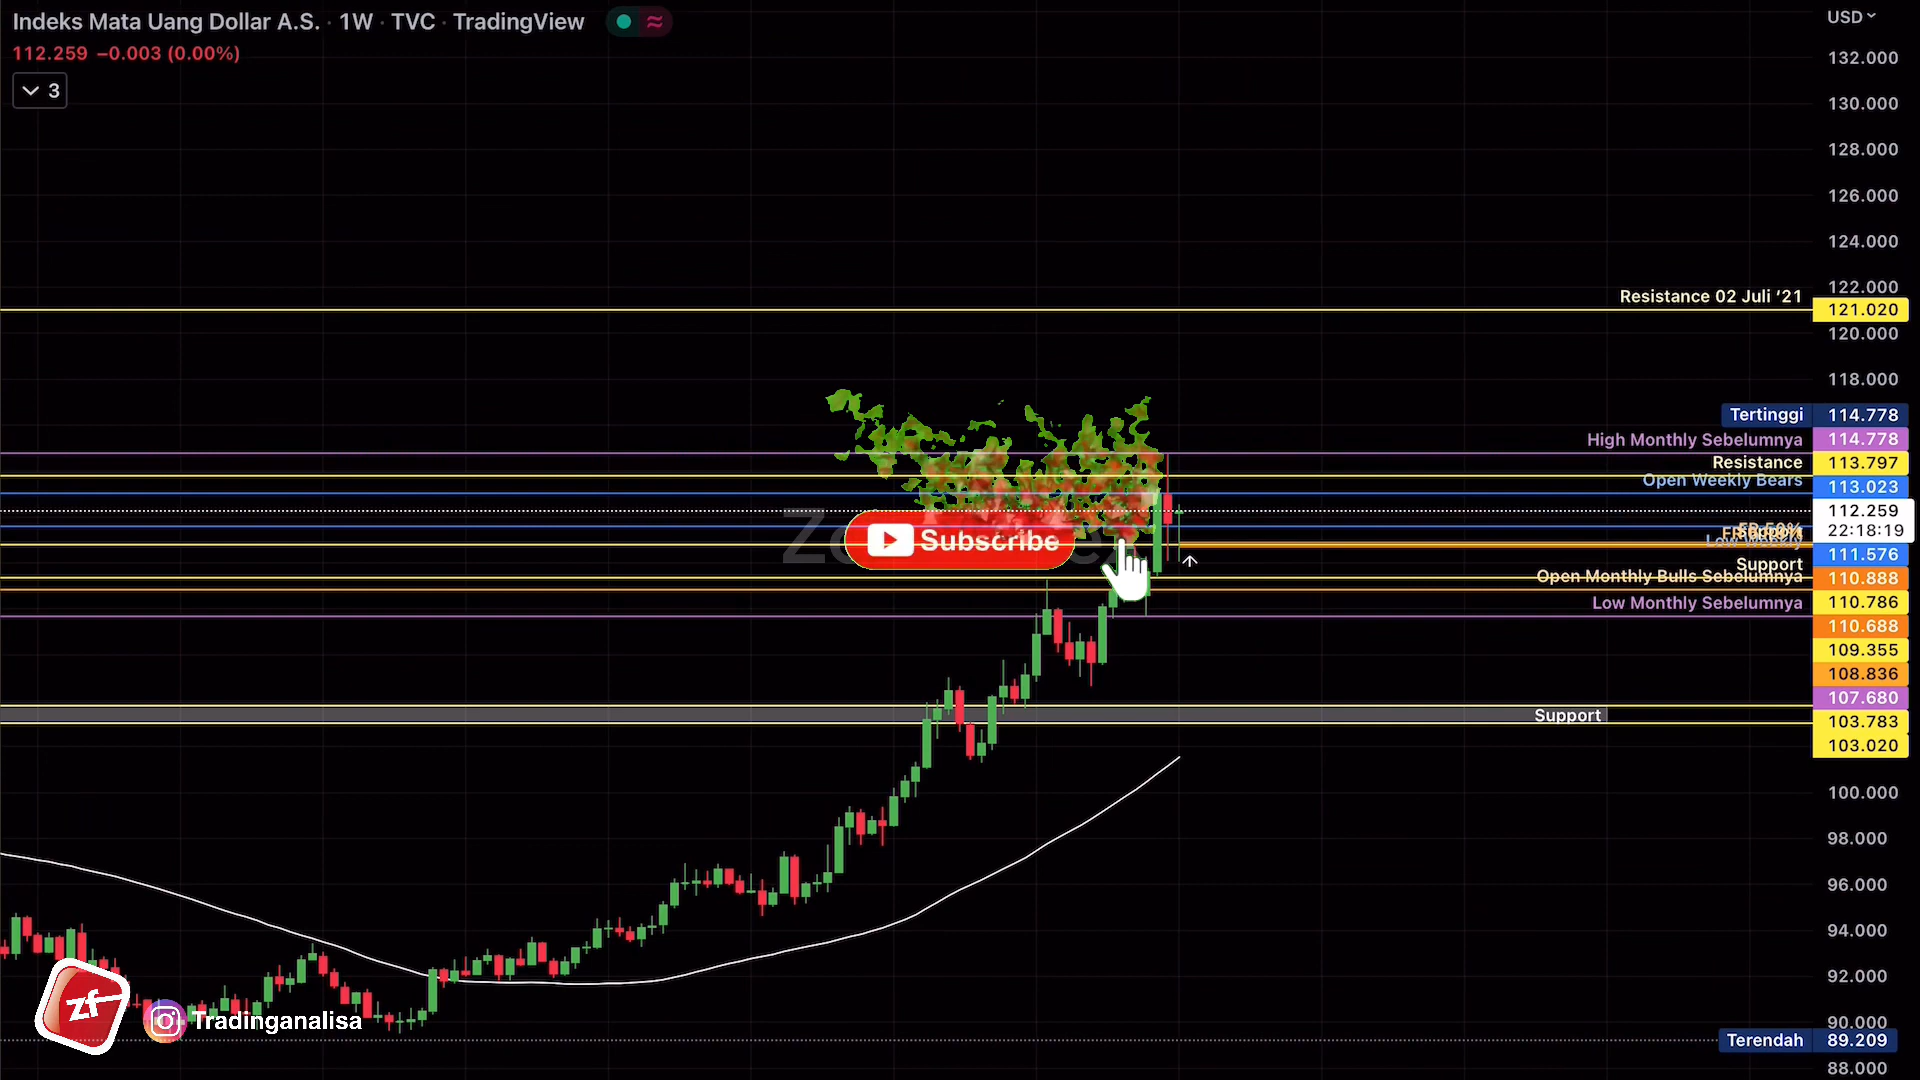 Indeks Mata Uang Dollar A.S. · 1W · TVC · TradingView
112.259 −0.003 (0.00%)
3
USD
132.000
130.000
128.000
126.000
124.000
122.000
Resistance 02 Juli ‘21 121.020
120.000
118.000
Tertinggi 114.778
High Monthly Sebelumnya 114.778
Resistance 113.797
Open Weekly Bears 113.023
112.259
22:18:19
Low Weekly
111.576
Support
Open Monthly Bulls Sebelumnya 110.888
110.786
Low Monthly Sebelumnya
110.688
109.355
108.836
107.680
Support 103.783
103.020
100.000
98.000
96.000
94.000
92.000
90.000
Terendah 89.209
88.000
Subscribe
zf
Tradinganalisa